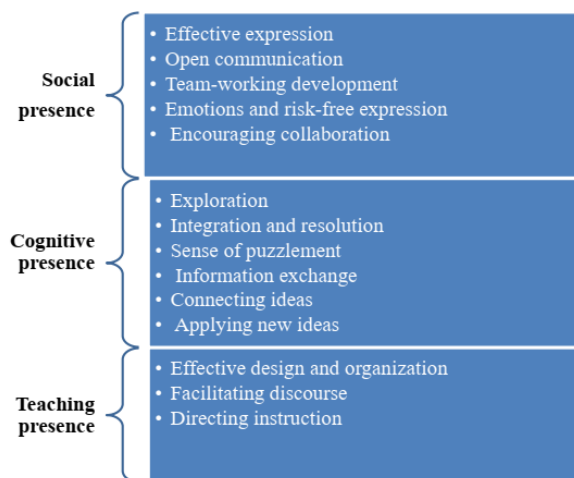 Social
presence
• Effective expression
• Open communication
• Team-working development
• Emotions and risk-free expression
• Encouraging collaboration
Cognitive
presence
• Exploration
• Integration and resolution
• Sense of puzzlement
• Information exchange
• Connecting ideas
• Applying new ideas
Teaching
presence
• Effective design and organization
• Facilitating discourse
• Directing instruction